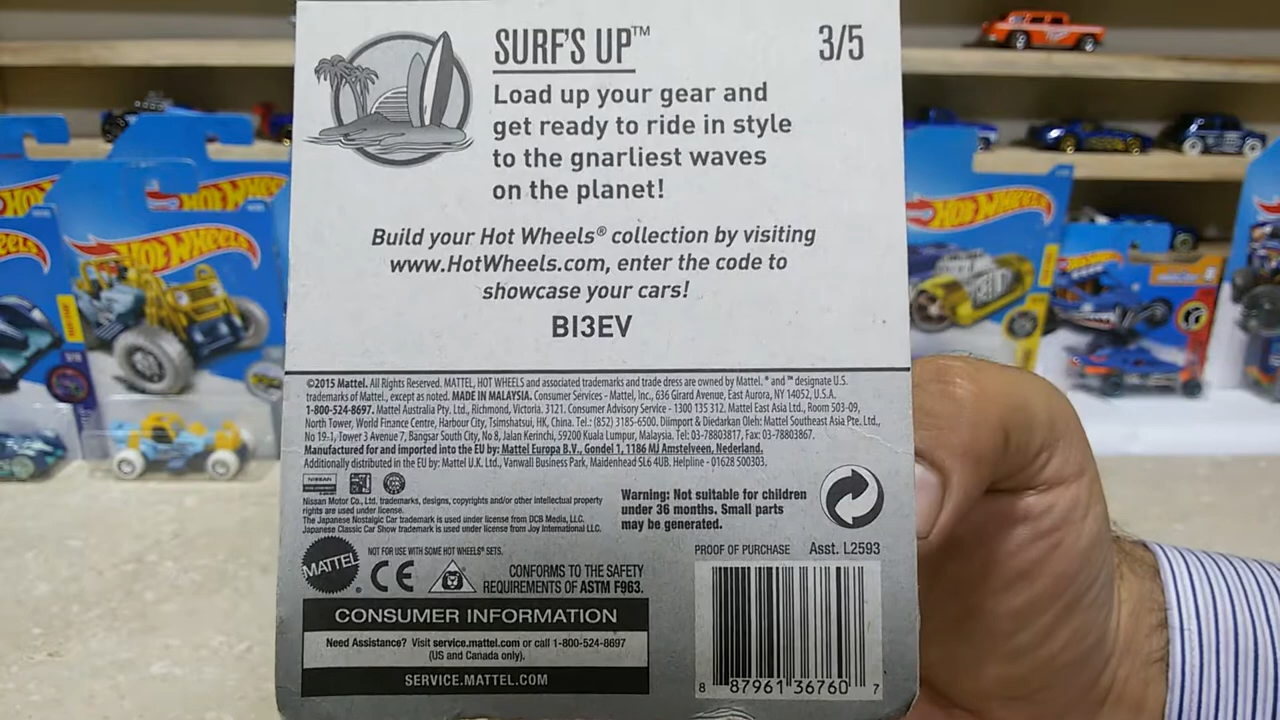 SURF'S UP™
3/5
Load up your gear and
get ready to ride in style
to the gnarliest waves
on the planet!
Build your Hot Wheels® collection by visiting
www.HotWheels.com, enter the code to
showcase your cars!
BI3EV
©2015 Mattel. All Rights Reserved. MATTEL, HOT WHEELS and associated trademarks and trade dress are owned by Mattel. ® and ™ designate U.S.
trademarks of Mattel, except as noted. MADE IN MALAYSIA. Consumer Services - Mattel, Inc., 636 Girard Avenue, East Aurora, NY 14052, U.S.A.
1-800-524-8697. Mattel Australia Pty. Ltd., Richmond, Victoria. 3121. Consumer Advisory Service - 1300 135 312. Mattel East Asia Ltd., Room 503-09,
North Tower, World Finance Centre, Harbour City, Tsimshatsui, HK, China. Tel.: (852) 3185-6500. Diimport & Diedarkan Oleh: Mattel Southeast Asia Pte. Ltd.,
No 19-1, Tower 3 Avenue 7, Bangsar South City, No 8, Jalan Kerinchi, 59200 Kuala Lumpur, Malaysia. Tel: 03-78803817, Fax: 03-78803867.
Manufactured for and imported into the EU by: Mattel Europa B.V., Gondel 1, 1186 MJ Amstelveen, Nederland.
Additionally distributed in the EU by: Mattel U.K. Ltd., Vanwall Business Park, Maidenhead SL6 4UB. Helpline - 01628 500303.
NISSAN
Nissan Motor Co., Ltd. trademarks, designs, copyrights and/or other intellectual property
rights are used under license.
The Japanese Nostalgic Car trademark is used under license from DCB Media, LLC.
Japanese Classic Car Show trademark is used under license from Joy International LLC.
Warning: Not suitable for children
under 36 months. Small parts
may be generated.
MATTEL®
NOT FOR USE WITH SOME HOT WHEELS® SETS.
CE
CONFORMS TO THE SAFETY
REQUIREMENTS OF ASTM F963.
PROOF OF PURCHASE Asst. L2593
CONSUMER INFORMATION
Need Assistance? Visit service.mattel.com or call 1-800-524-8697
(US and Canada only).
SERVICE.MATTEL.COM
8 87961 36760 7
HOT WHEELS
HOT WHEELS